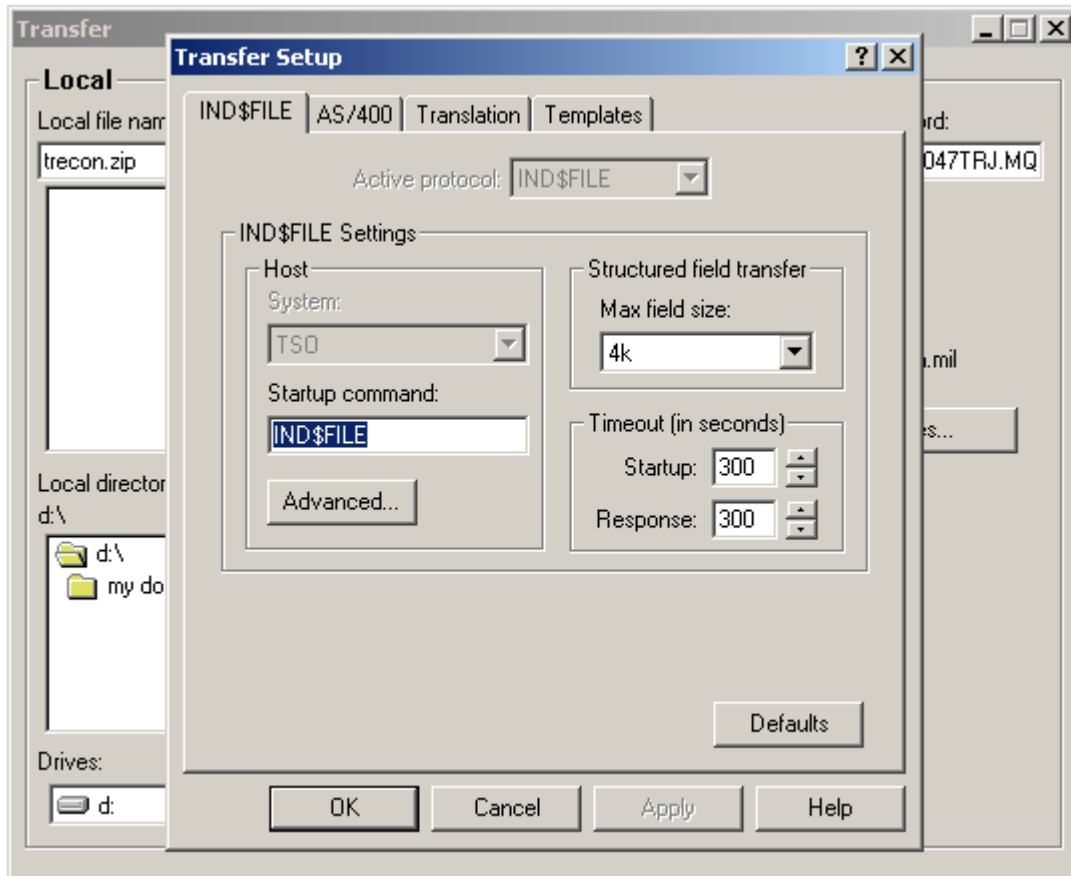 Transfer
Transfer Setup
Local
Local file nam
trecon.zip
Local director
d:\
d:\
my do
Drives:
d:
IND$FILE AS/400 Translation Templates
Active protocol: IND$FILE
IND$FILE Settings
Host
System:
TSO
Startup command:
IND$FILE
Advanced...
Structured field transfer
Max field size:
4k
Timeout (in seconds)
Startup: 300
Response: 300
Defaults
OK Cancel Apply Help
rd:
047TRJ.MQ
.mil
s...